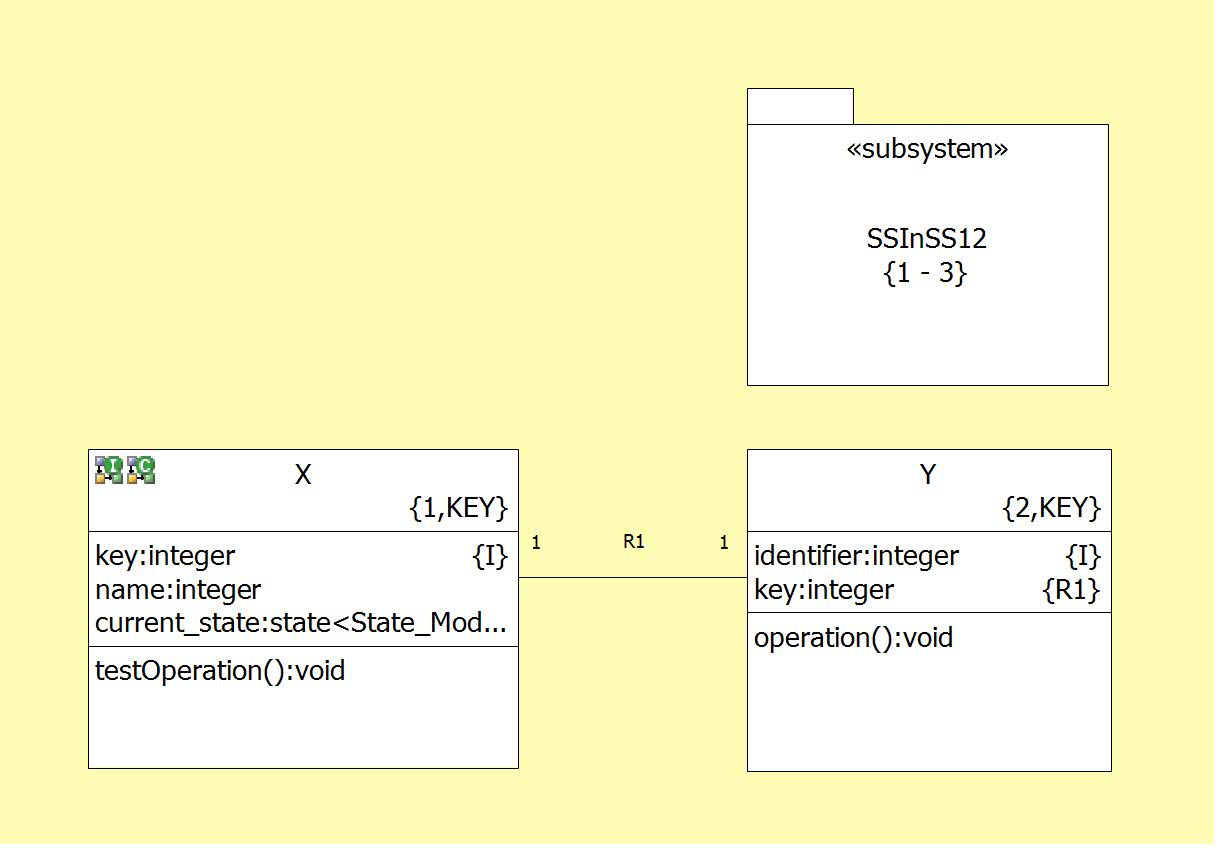 «subsystem»
SSInSS12
{1 - 3}
X
{1,KEY}
key:integer {I}
name:integer
current_state:state<State_Mod...
testOperation():void
1 R1 1
Y
{2,KEY}
identifier:integer {I}
key:integer {R1}
operation():void